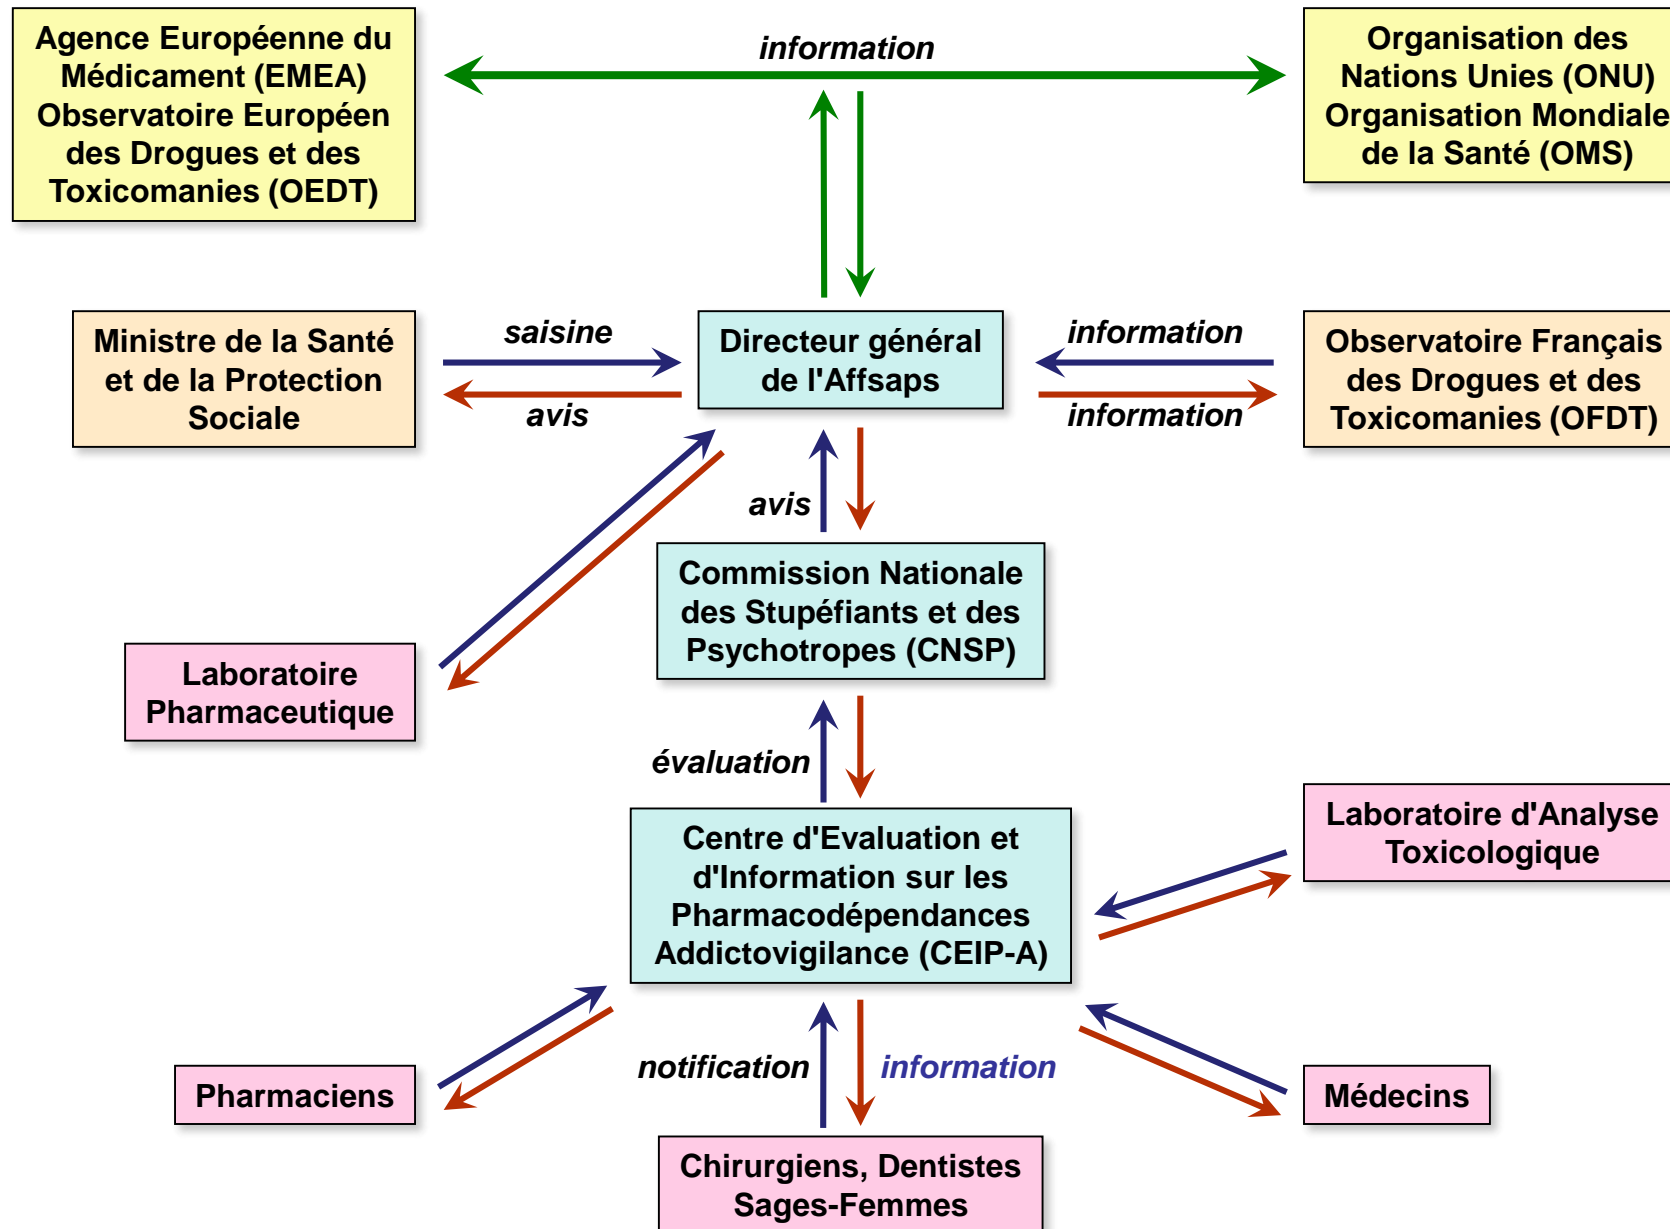 Agence Européenne du
Médicament (EMEA)
Observatoire Européen
des Drogues et des
Toxicomanies (OEDT)
information
Organisation des
Nations Unies (ONU)
Organisation Mondiale
de la Santé (OMS)
Ministre de la Santé
et de la Protection
Sociale
saisine
avis
Directeur général
de l'Affsaps
information
information
Observatoire Français
des Drogues et des
Toxicomanies (OFDT)
avis
Commission Nationale
des Stupéfiants et des
Psychotropes (CNSP)
Laboratoire
Pharmaceutique
évaluation
Centre d'Evaluation et
d'Information sur les
Pharmacodépendances
Addictovigilance (CEIP-A)
Laboratoire d'Analyse
Toxicologique
Pharmaciens
notification
information
Médecins
Chirurgiens, Dentistes
Sages-Femmes